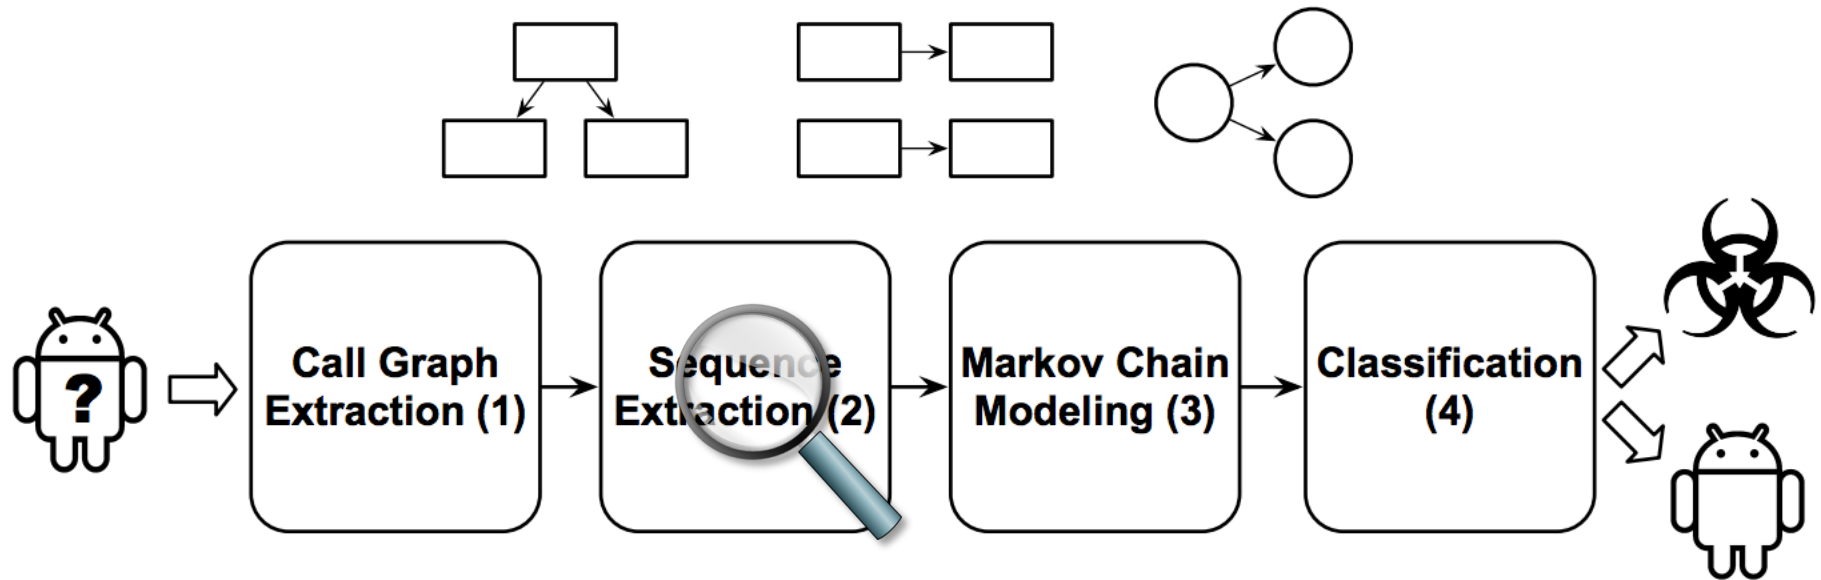 ?
Call Graph
Extraction (1)
Sequence
Extraction (2)
Markov Chain
Modeling (3)
Classification
(4)